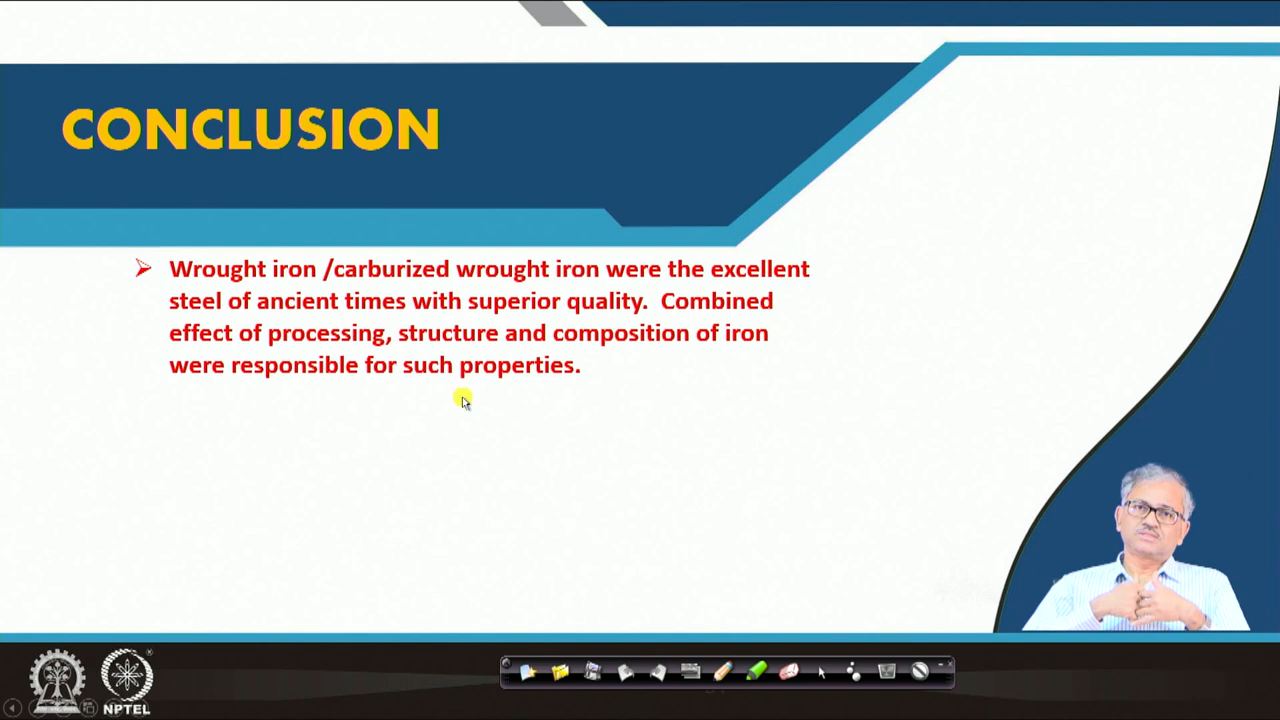 CONCLUSION
Wrought iron /carburized wrought iron were the excellent
steel of ancient times with superior quality.  Combined
effect of processing, structure and composition of iron
were responsible for such properties.
NPTEL